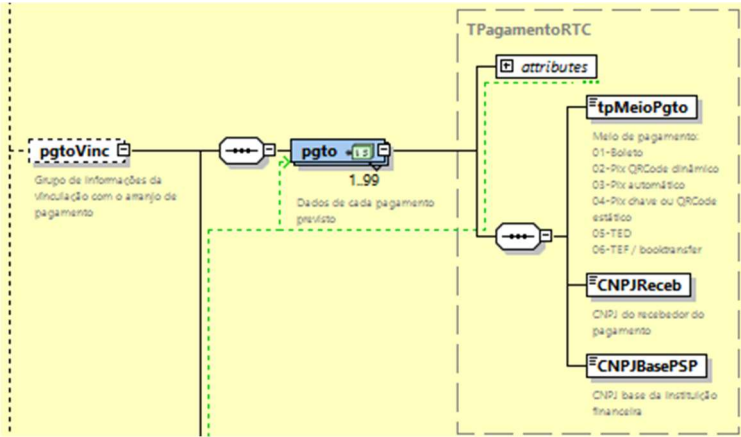 TPagamentoRTC
attributes
tpMeioPgto
Meio de pagamento:
01-Boleto
02-Pix QRCode dinâmico
03-Pix automático
04-Pix chave ou QRCode
estático
05-TED
06-TEF / booktransfer
pgtoVinc
Grupo de informações da
vinculação com o arranjo de
pagamento
pgto
1..99
Dados de cada pagamento
previsto
CNPJReceb
CNPJ do recebedor do
pagamento
CNPJBasePSP
CNPJ base da instituição
financeira